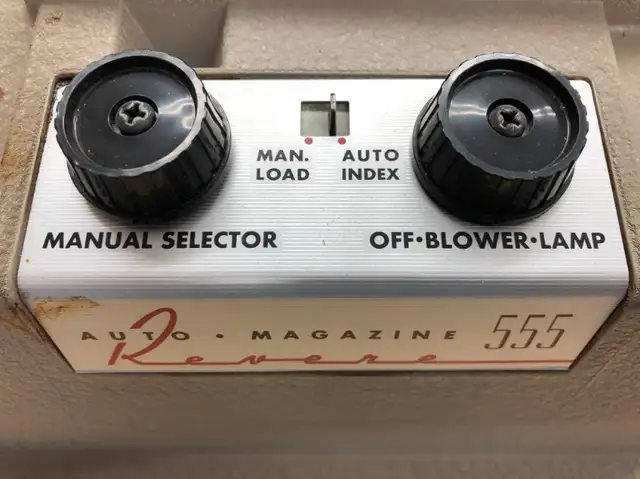 MAN. LOAD
AUTO INDEX
MANUAL SELECTOR
OFF•BLOWER•LAMP
AUTO • MAGAZINE 555
Revere